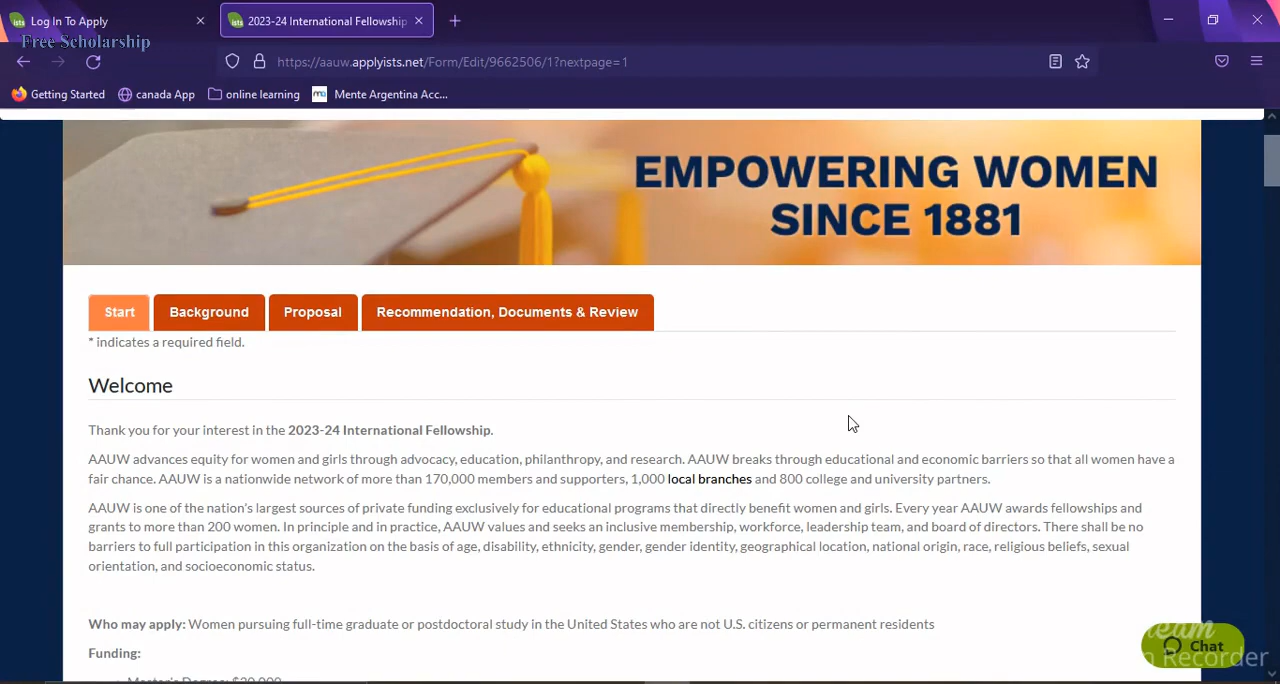 Log In To Apply
2023-24 International Fellowship
Free Scholarship
https://aauw.applyists.net/Form/Edit/9662506/1?nextpage=1
Getting Started canada App online learning Mente Argentina Acc...
EMPOWERING WOMEN
SINCE 1881
Start Background Proposal Recommendation, Documents & Review
* indicates a required field.
Welcome
Thank you for your interest in the 2023-24 International Fellowship.
AAUW advances equity for women and girls through advocacy, education, philanthropy, and research. AAUW breaks through educational and economic barriers so that all women have a
fair chance. AAUW is a nationwide network of more than 170,000 members and supporters, 1,000 local branches and 800 college and university partners.
AAUW is one of the nation's largest sources of private funding exclusively for educational programs that directly benefit women and girls. Every year AAUW awards fellowships and
grants to more than 200 women. In principle and in practice, AAUW values and seeks an inclusive membership, workforce, leadership team, and board of directors. There shall be no
barriers to full participation in this organization on the basis of age, disability, ethnicity, gender, gender identity, geographical location, national origin, race, religious beliefs, sexual
orientation, and socioeconomic status.
Who may apply: Women pursuing full-time graduate or postdoctoral study in the United States who are not U.S. citizens or permanent residents
Funding:
Master's Degree: $20,000
Chat
Recorder